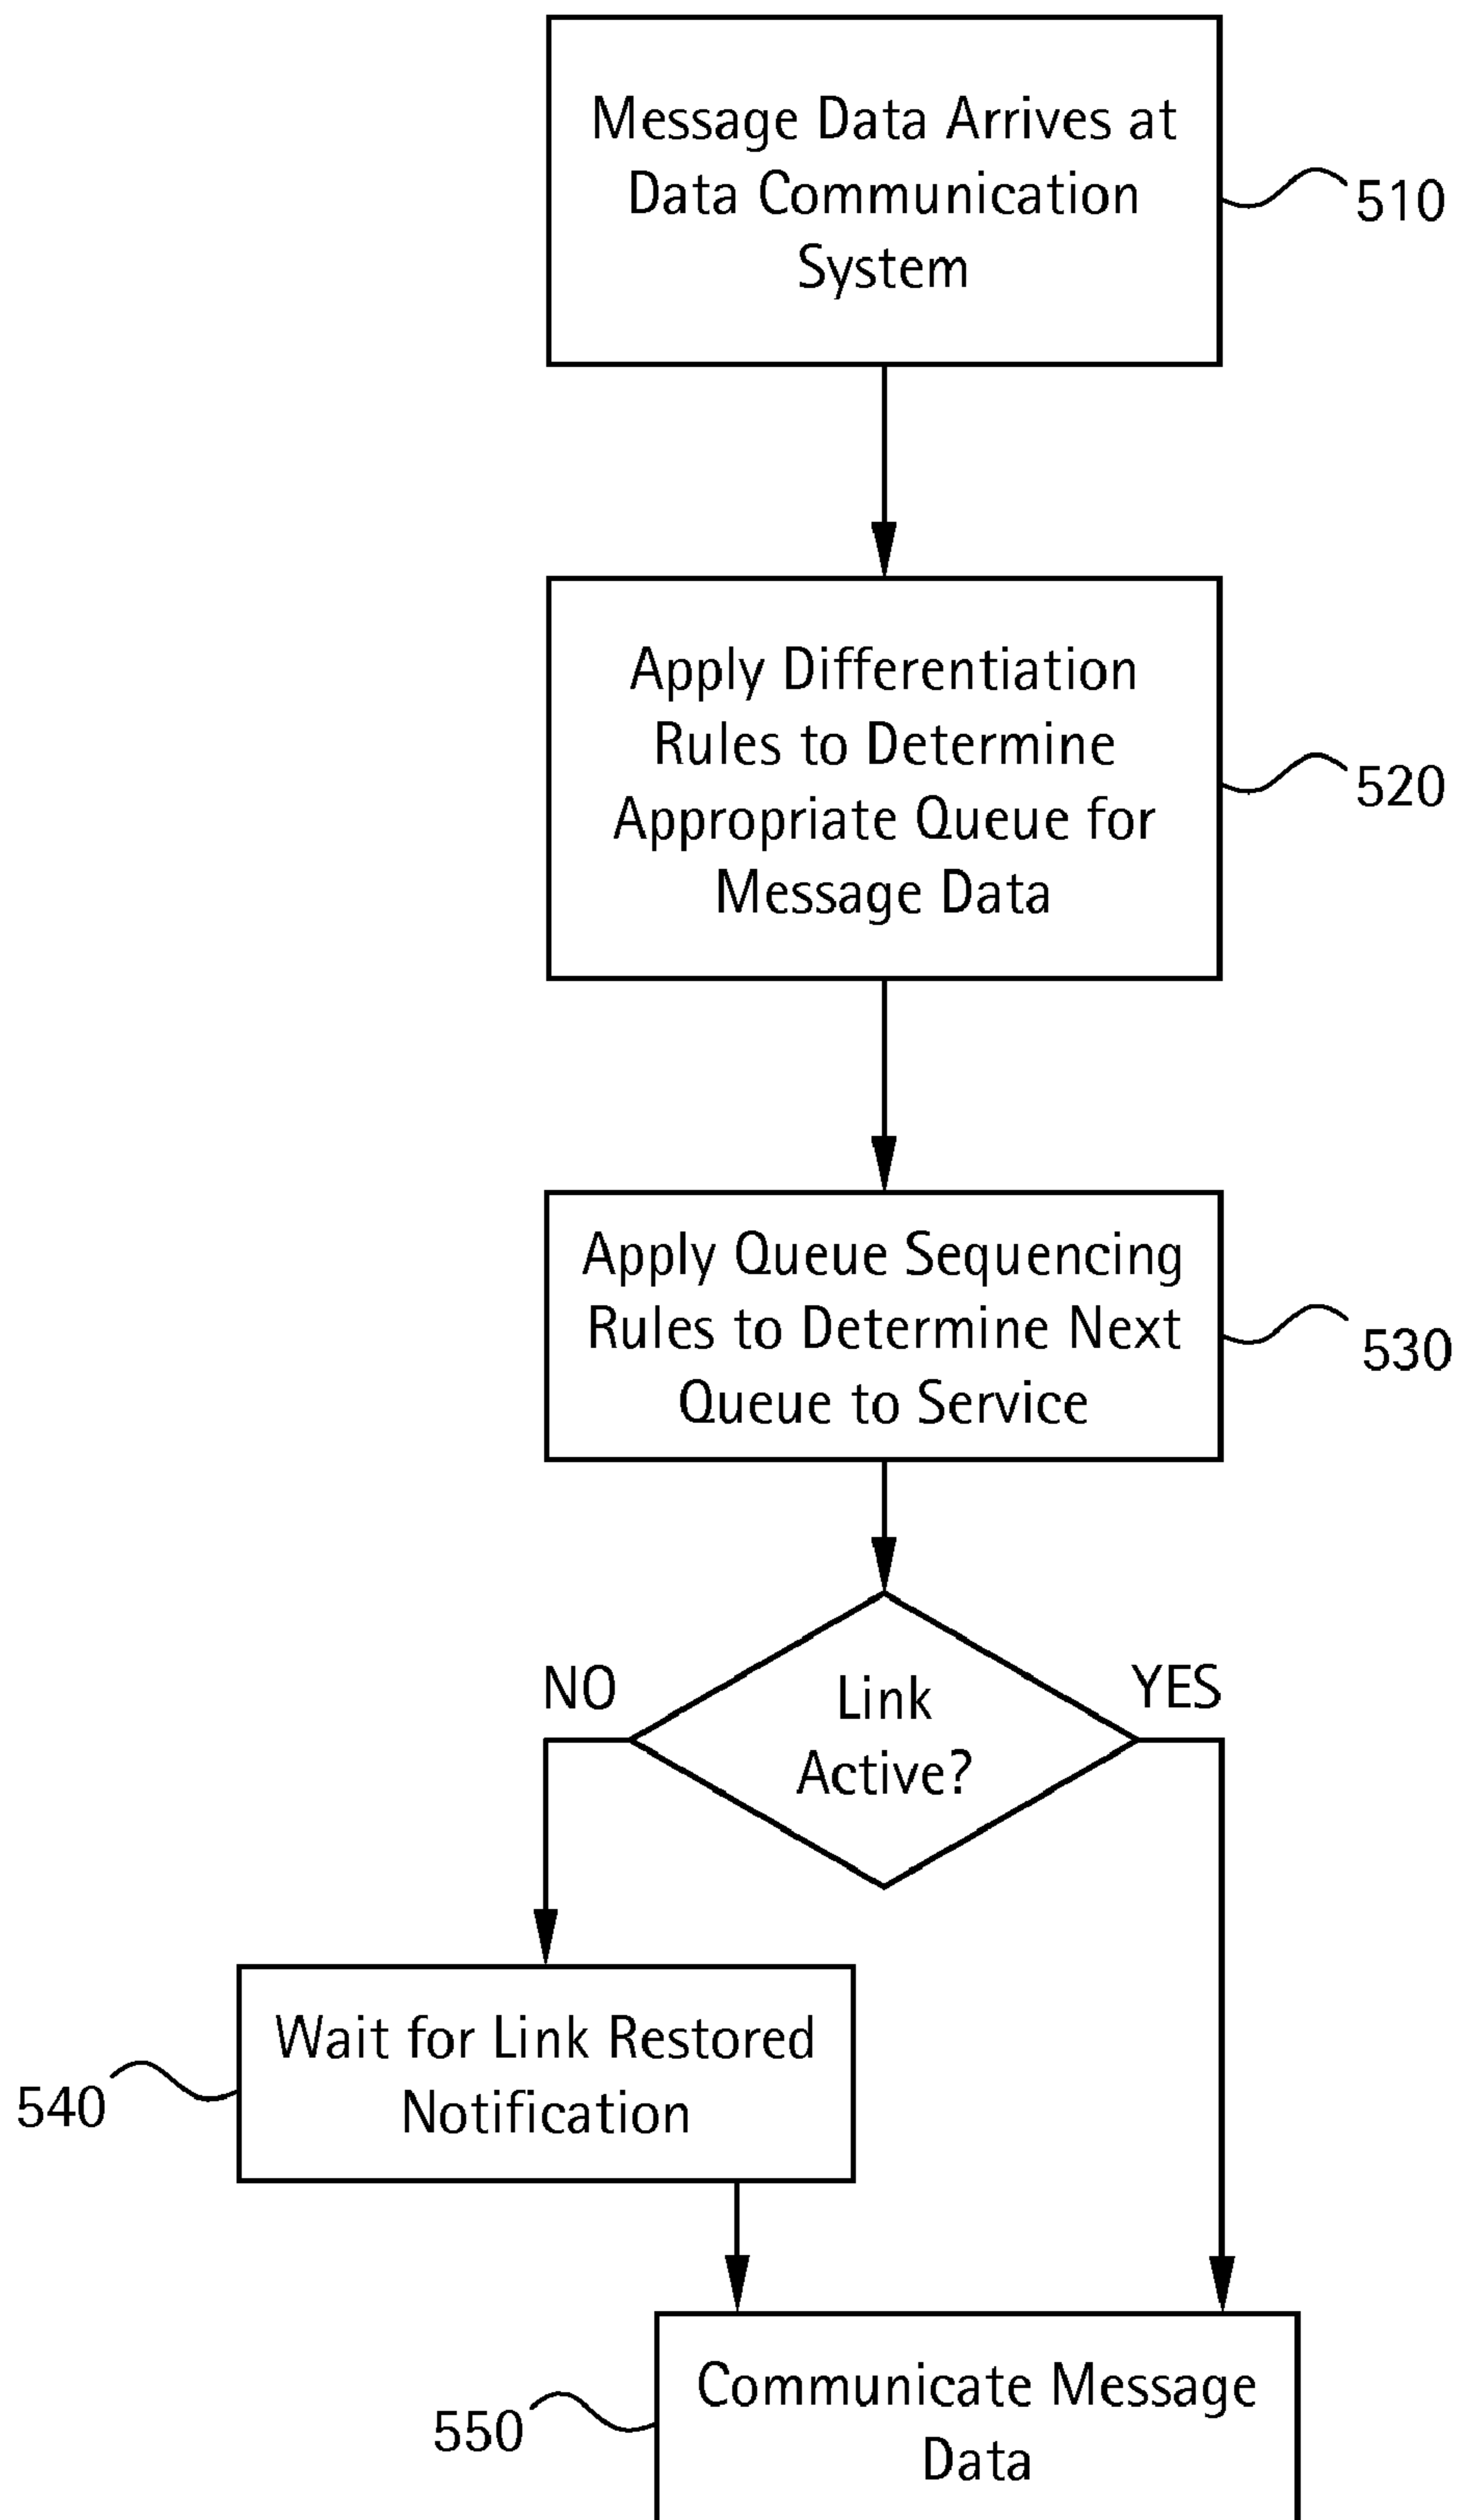 Message Data Arrives at
Data Communication
System
510
Apply Differentiation
Rules to Determine
Appropriate Queue for
Message Data
520
Apply Queue Sequencing
Rules to Determine Next
Queue to Service
530
NO
YES
Link
Active?
Wait for Link Restored
Notification
540
Communicate Message
Data
550